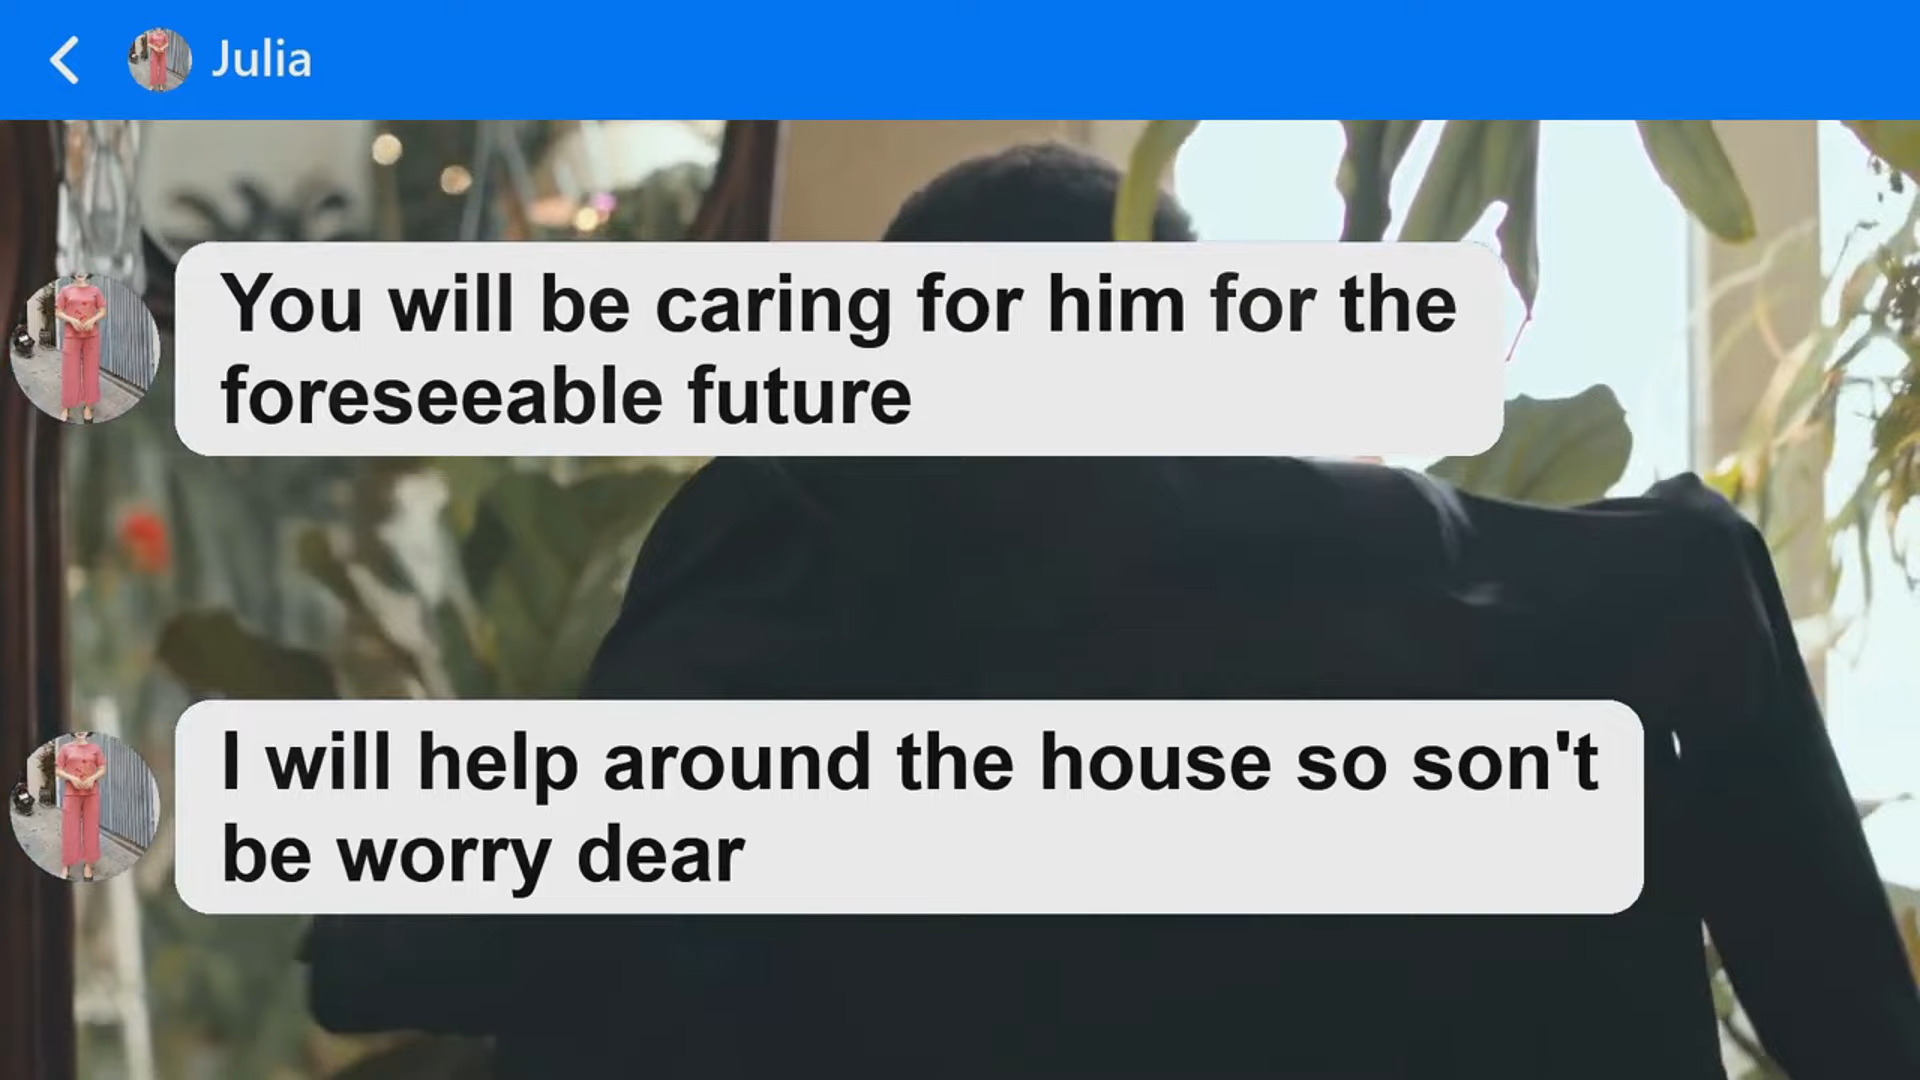 Julia
You will be caring for him for the
foreseeable future
I will help around the house so son't
be worry dear